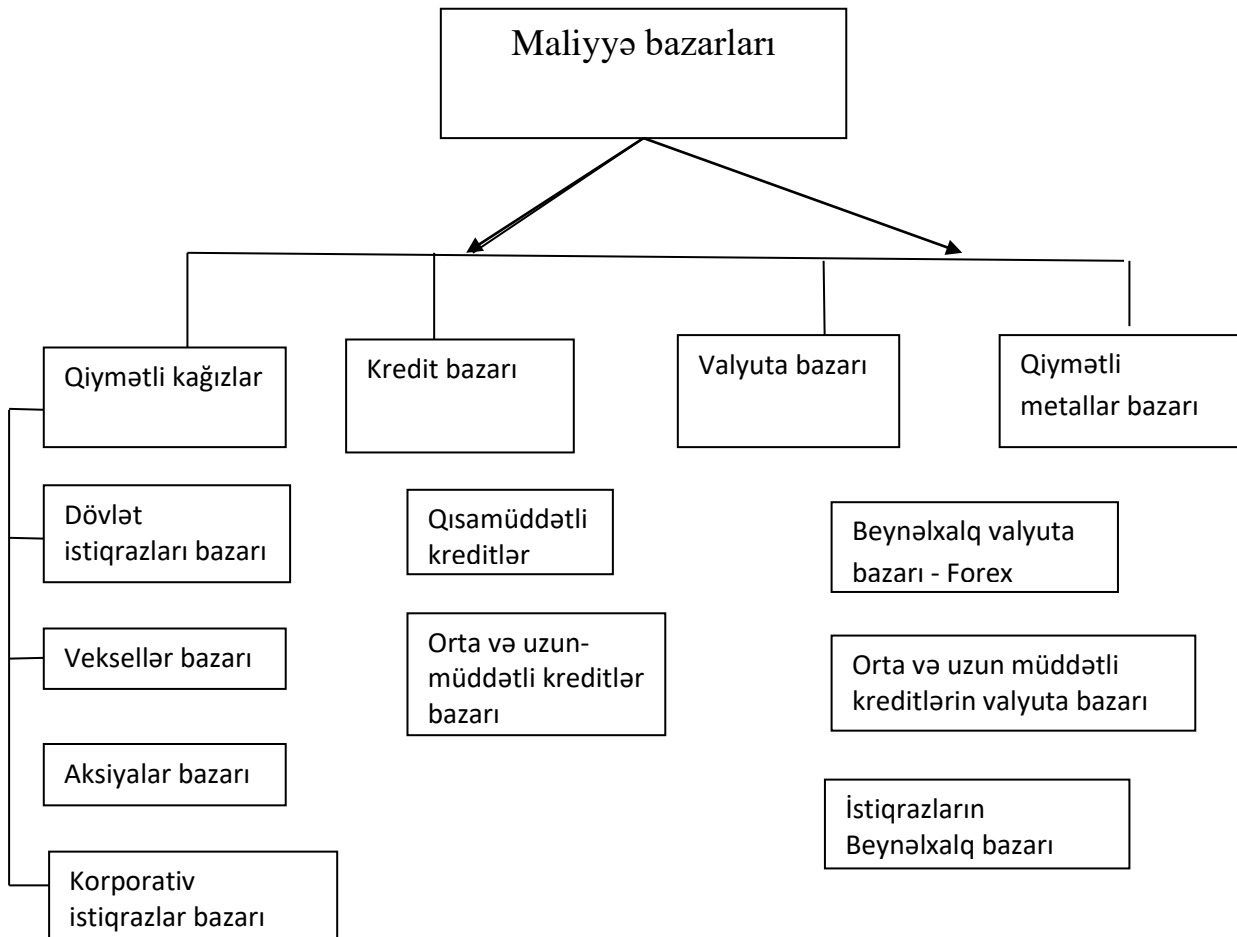 Maliyyə bazarları
Qiymətli kağızlar
Kredit bazarı
Valyuta bazarı
Qiymətli
metallar bazarı
Dövlət
istiqrazları bazarı
Qısamüddətli
kreditlər
Beynəlxalq valyuta
bazarı - Forex
Veksellər bazarı
Orta və uzun-
müddətli kreditlər
bazarı
Orta və uzun müddətli
kreditlərin valyuta bazarı
Aksiyalar bazarı
İstiqrazların
Beynəlxalq bazarı
Korporativ
istiqrazlar bazarı